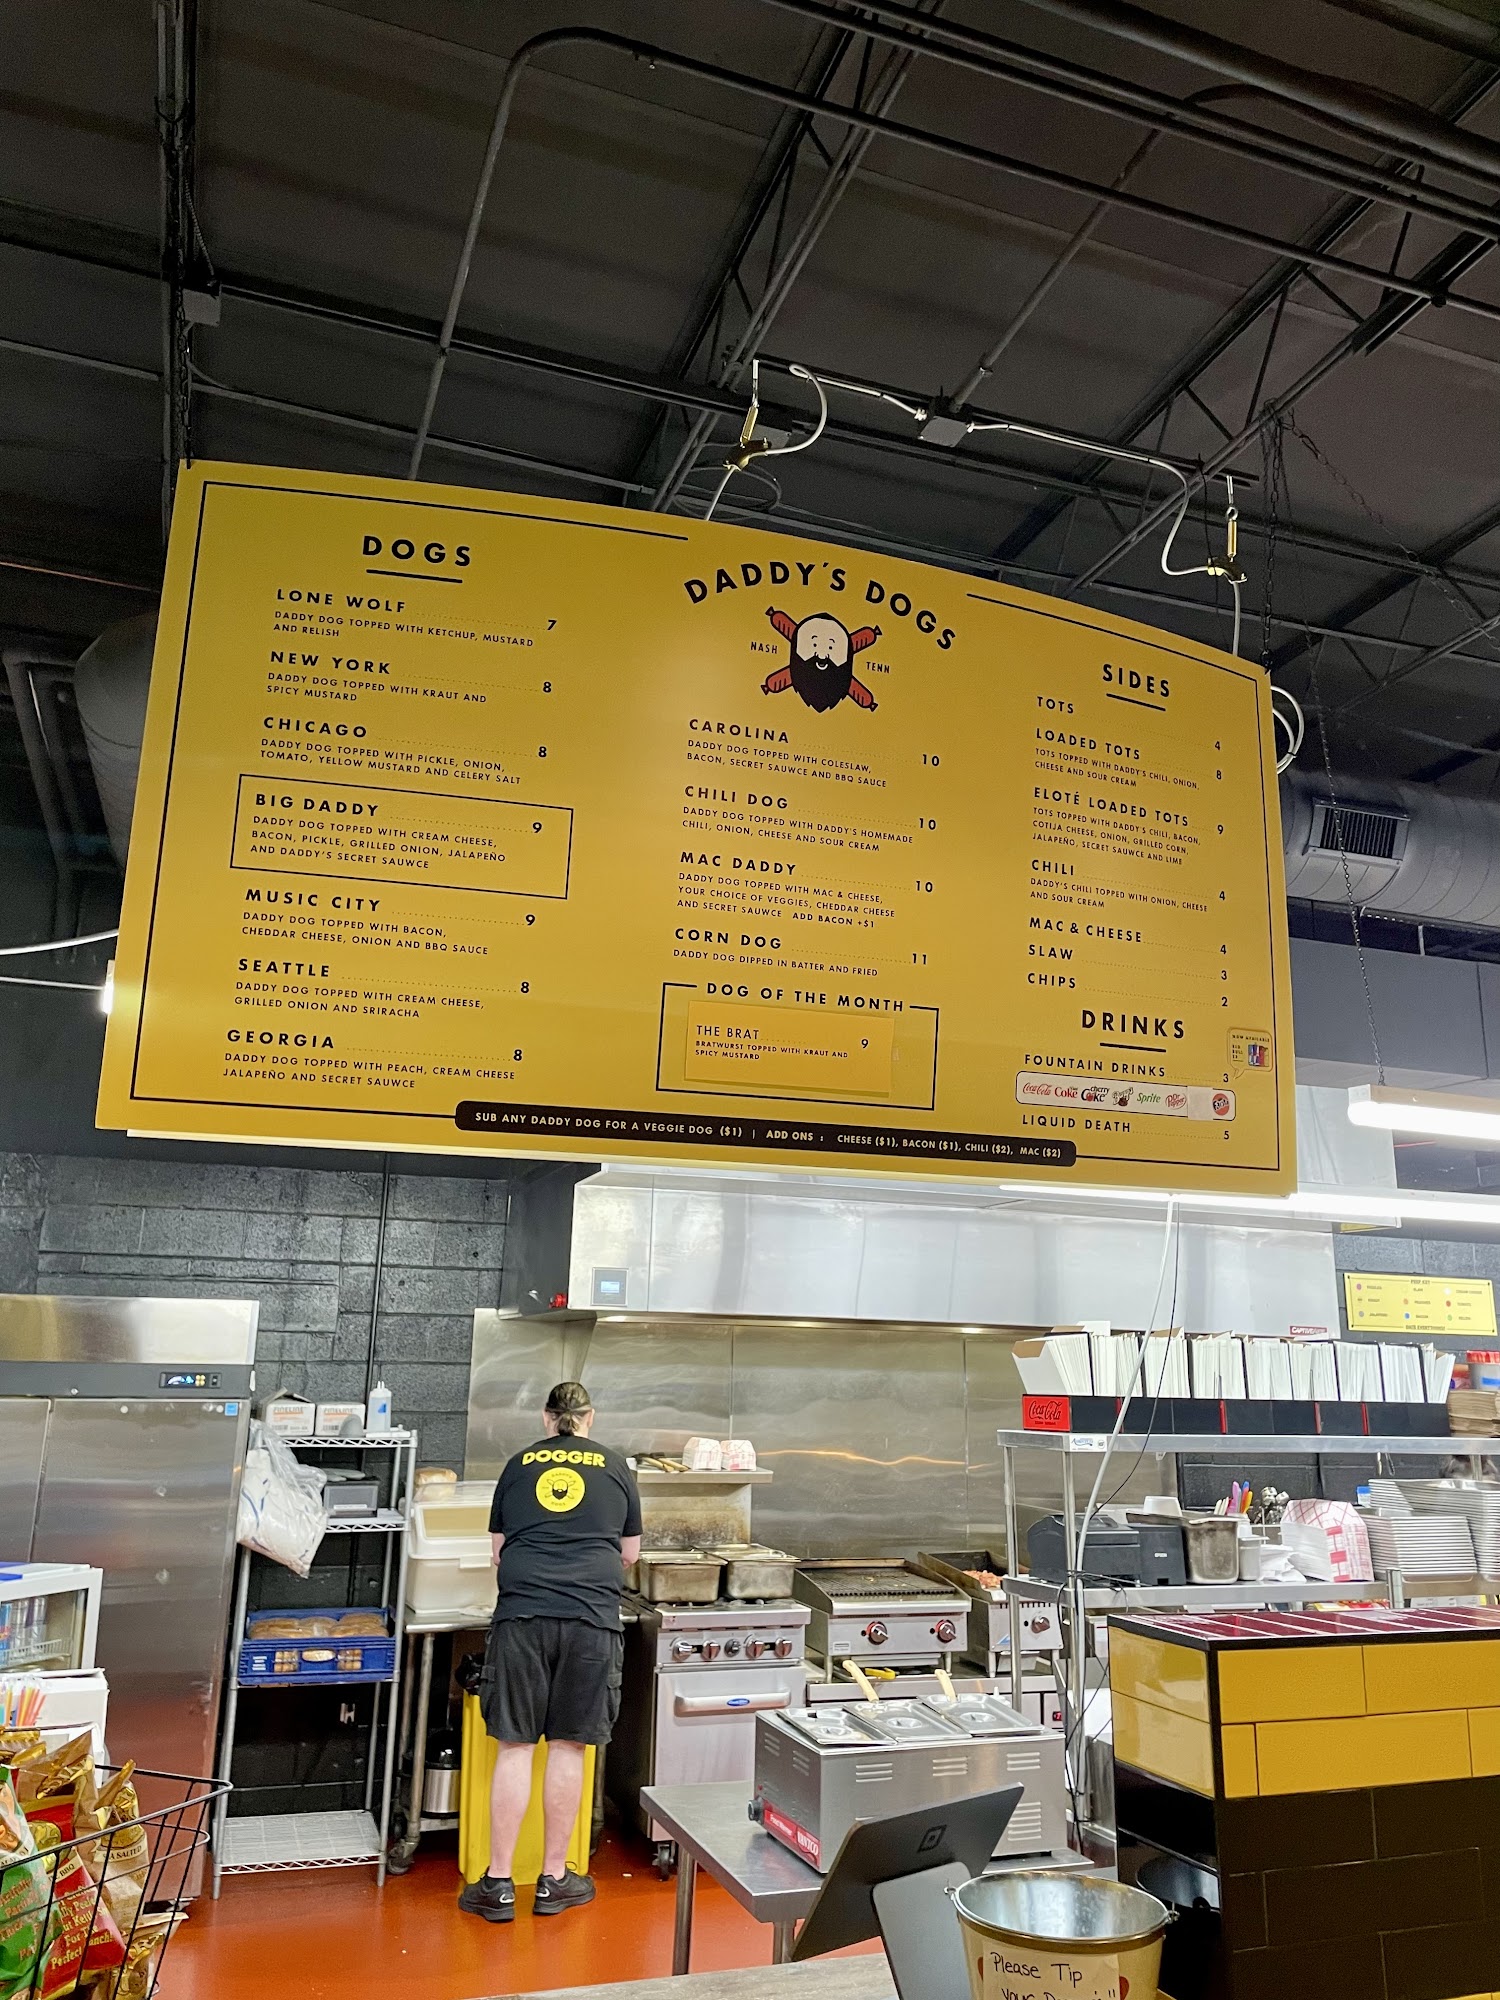 DOGS
LONE WOLF 7
DADDY DOG TOPPED WITH KETCHUP, MUSTARD
AND RELISH
NEW YORK 8
DADDY DOG TOPPED WITH KRAUT AND
SPICY MUSTARD
CHICAGO 8
DADDY DOG TOPPED WITH PICKLE, ONION,
TOMATO, YELLOW MUSTARD AND CELERY SALT
BIG DADDY 9
DADDY DOG TOPPED WITH CREAM CHEESE,
BACON, PICKLE, GRILLED ONION, JALAPEÑO
AND DADDY'S SECRET SAUWCE
MUSIC CITY 9
DADDY DOG TOPPED WITH BACON,
CHEDDAR CHEESE, ONION AND BBQ SAUCE
SEATTLE 8
DADDY DOG TOPPED WITH CREAM CHEESE,
GRILLED ONION AND SRIRACHA
GEORGIA 8
DADDY DOG TOPPED WITH PEACH, CREAM CHEESE
JALAPEÑO AND SECRET SAUWCE
DADDY'S DOGS
NASH TENN
CAROLINA 10
DADDY DOG TOPPED WITH COLESLAW,
BACON, SECRET SAUWCE AND BBQ SAUCE
CHILI DOG 10
DADDY DOG TOPPED WITH DADDY'S HOMEMADE
CHILI, ONION, CHEESE AND SOUR CREAM
MAC DADDY 10
DADDY DOG TOPPED WITH MAC & CHEESE,
YOUR CHOICE OF VEGGIES, CHEDDAR CHEESE
AND SECRET SAUWCE ADD BACON +$1
CORN DOG 11
DADDY DOG DIPPED IN BATTER AND FRIED
DOG OF THE MONTH
THE BRAT 9
BRATWURST TOPPED WITH KRAUT AND
SPICY MUSTARD
SIDES
TOTS 4
LOADED TOTS 8
TOTS TOPPED WITH DADDY'S CHILI, ONION,
CHEESE AND SOUR CREAM
ELOTÉ LOADED TOTS 9
TOTS TOPPED WITH DADDY'S CHILI, BACON,
COTIJA CHEESE, ONION, GRILLED CORN,
JALAPEÑO, SECRET SAUWCE AND LIME
CHILI 4
DADDY'S CHILI TOPPED WITH ONION, CHEESE
AND SOUR CREAM
MAC & CHEESE 4
SLAW 3
CHIPS 2
DRINKS
NOW AVAILABLE
RED
BULL
FOUNTAIN DRINKS 3
Coca-Cola Coke cherry Coke Sprite Dr Pepper Fanta
LIQUID DEATH 5
SUB ANY DADDY DOG FOR A VEGGIE DOG ($1) | ADD ONS : CHEESE ($1), BACON ($1), CHILI ($2), MAC ($2)
DOGGER
DADDY'S
DOGS
Coca-Cola
BBQ
SEA SALTED
Please Tip
your